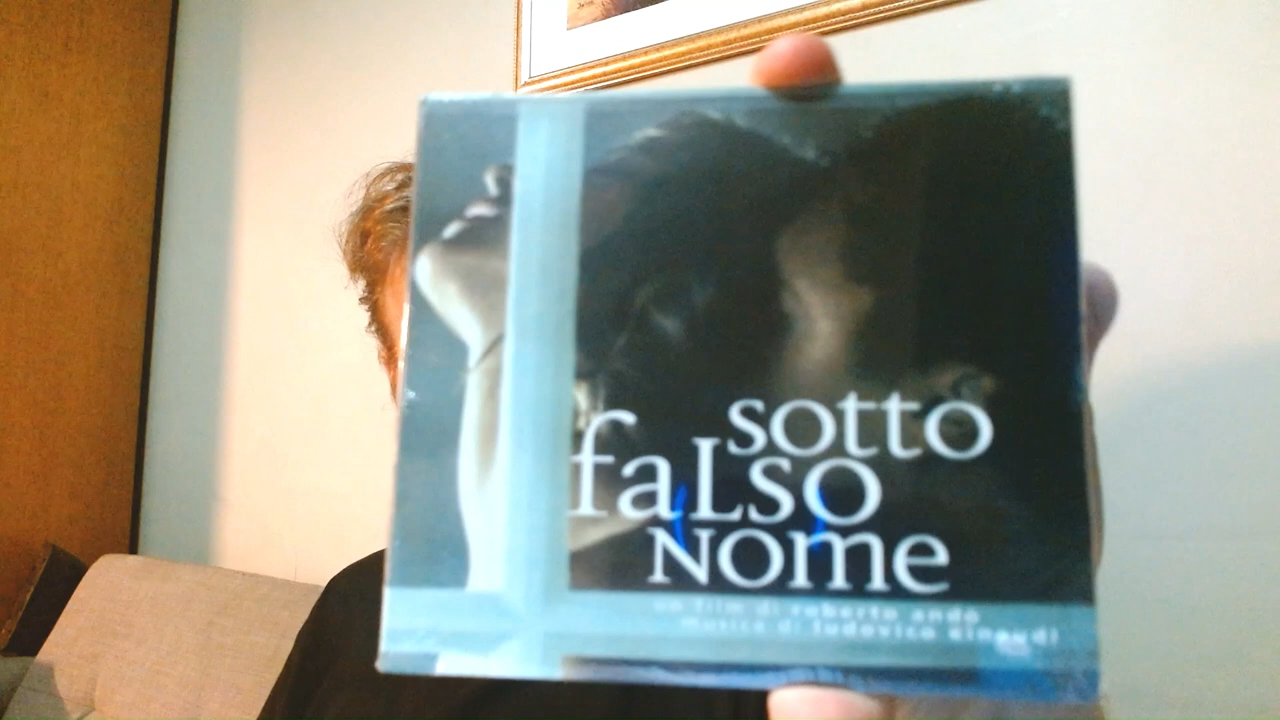 sotto
falso
nome
un film di roberto andò
musica di ludovico einaudi